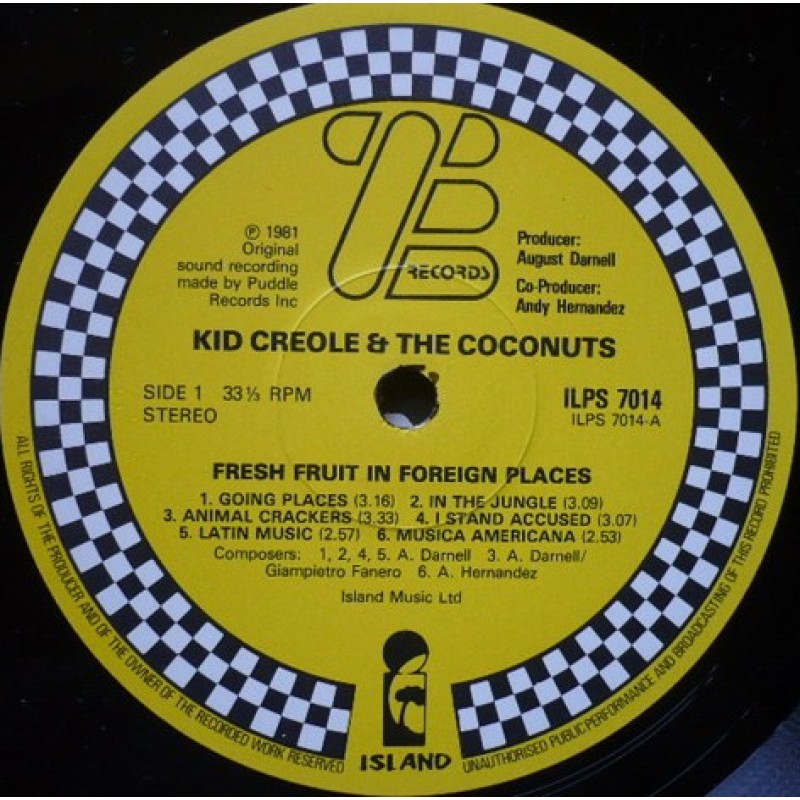 ZE
RECORDS
℗ 1981
Original
sound recording
made by Puddle
Records Inc
Producer:
August Darnell
Co-Producer:
Andy Hernandez
KID CREOLE & THE COCONUTS
SIDE 1 33⅓ RPM
STEREO
ILPS 7014
ILPS 7014-A
FRESH FRUIT IN FOREIGN PLACES
1. GOING PLACES (3.16) 2. IN THE JUNGLE (3.09)
3. ANIMAL CRACKERS (3.33) 4. I STAND ACCUSED (3.07)
5. LATIN MUSIC (2.57) 6. MUSICA AMERICANA (2.53)
Composers: 1, 2, 4, 5. A. Darnell 3. A. Darnell/
Giampietro Fanero 6. A. Hernandez
Island Music Ltd
ISLAND
ALL RIGHTS OF THE PRODUCER AND OF THE OWNER OF THE RECORDED WORK RESERVED
UNAUTHORISED PUBLIC PERFORMANCE AND BROADCASTING OF THIS RECORD PROHIBITED